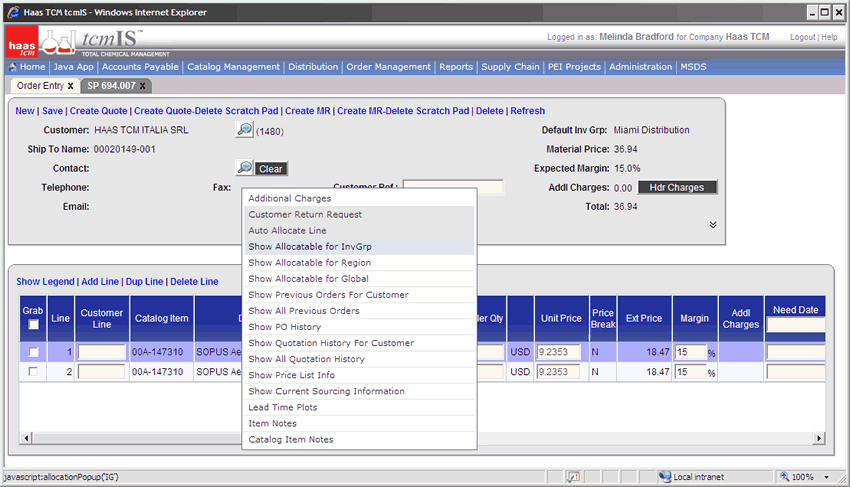 Haas TCM tcmIS - Windows Internet Explorer
haas tcm
tcmIS™
TOTAL CHEMICAL MANAGEMENT
Logged in as: Melinda Bradford for Company Haas TCM
Logout | Help
Home | Java App | Accounts Payable | Catalog Management | Distribution | Order Management | Reports | Supply Chain | PEI Projects | Administration | MSDS
Order Entry X
SP 694.007 X
New | Save | Create Quote | Create Quote-Delete Scratch Pad | Create MR | Create MR-Delete Scratch Pad | Delete | Refresh
Customer: HAAS TCM ITALIA SRL (1480)
Default Inv Grp: Miami Distribution
Ship To Name: 00020149-001
Material Price: 36.94
Contact: Clear
Expected Margin: 15.0%
Telephone: Fax: Customer Ref.:
Addl Charges: 0.00 Hdr Charges
Email:
Total: 36.94
Additional Charges
Customer Return Request
Auto Allocate Line
Show Allocatable for InvGrp
Show Allocatable for Region
Show Allocatable for Global
Show Previous Orders For Customer
Show All Previous Orders
Show PO History
Show Quotation History For Customer
Show All Quotation History
Show Price List Info
Show Current Sourcing Information
Lead Time Plots
Item Notes
Catalog Item Notes
Show Legend | Add Line | Dup Line | Delete Line
Grab Line Customer Line Catalog Item Qty Unit Price Price Break Ext Price Margin Addl Charges Need Date
1 00A-147310 SOPUS Ae USD 9.2353 N 18.47 15 %
2 00A-147310 SOPUS Ae USD 9.2353 N 18.47 15 %
javascript:allocationPopup('IG')
Local intranet
100%